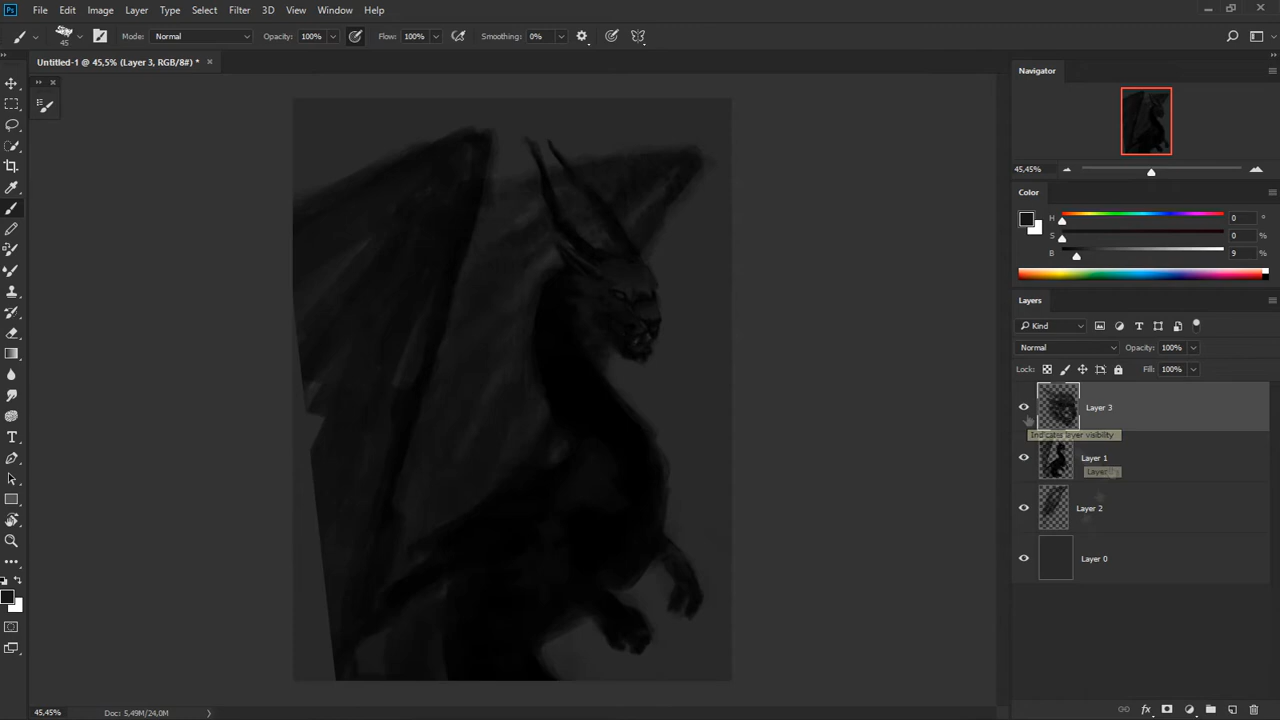 Ps File Edit Image Layer Type Select Filter 3D View Window Help
45 Mode: Normal Opacity: 100% Flow: 100% Smoothing: 0%
Untitled-1 @ 45,5% (Layer 3, RGB/8#) * ×
Navigator
45,45%
Color
H 0 °
S 0 %
B 9 %
Layers
Kind
Normal Opacity: 100%
Lock: Fill: 100%
Layer 3
Indicates layer visibility
Layer 1
Layer 2
Layer 0
45,45% Doc: 5,49M/24,0M